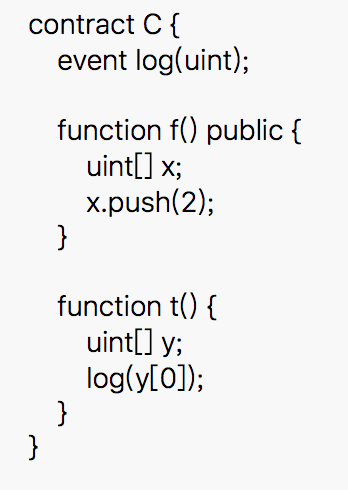 contract C {
event log(uint);
function f() public {
uint[] x;
x.push(2);
}
function t() {
uint[] y;
log(y[0]);
}
}